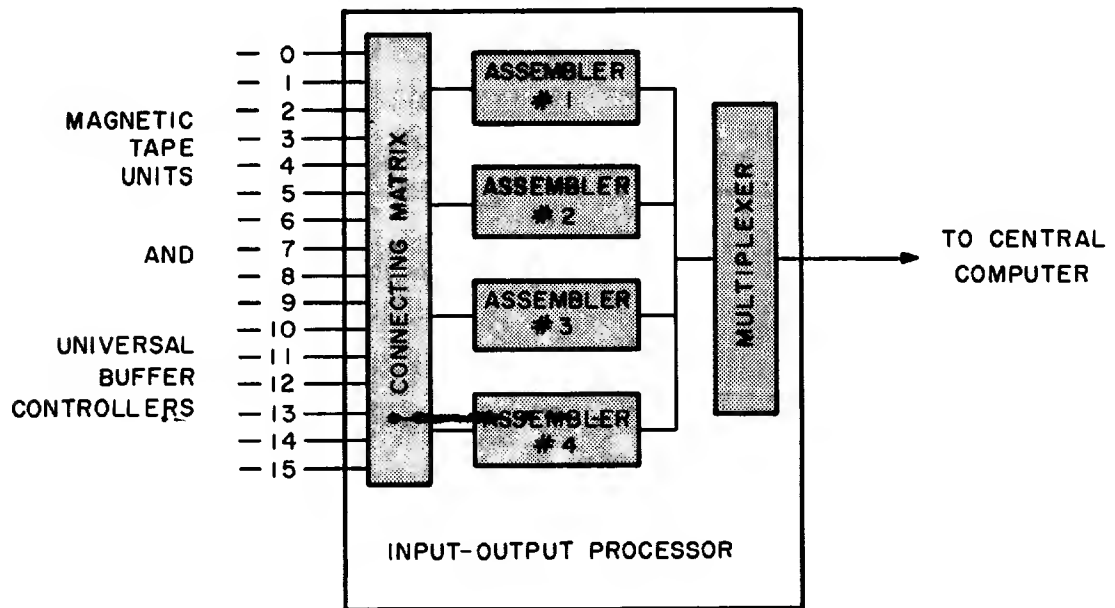 MAGNETIC
TAPE
UNITS
AND
UNIVERSAL
BUFFER
CONTROLLERS
— 0
— 1
— 2
— 3
— 4
— 5
— 6
— 7
— 8
— 9
— 10
— 11
— 12
— 13
— 14
— 15
CONNECTING MATRIX
ASSEMBLER
# 1
ASSEMBLER
# 2
ASSEMBLER
# 3
ASSEMBLER
# 4
MULTIPLEXER
TO CENTRAL
COMPUTER
INPUT-OUTPUT PROCESSOR